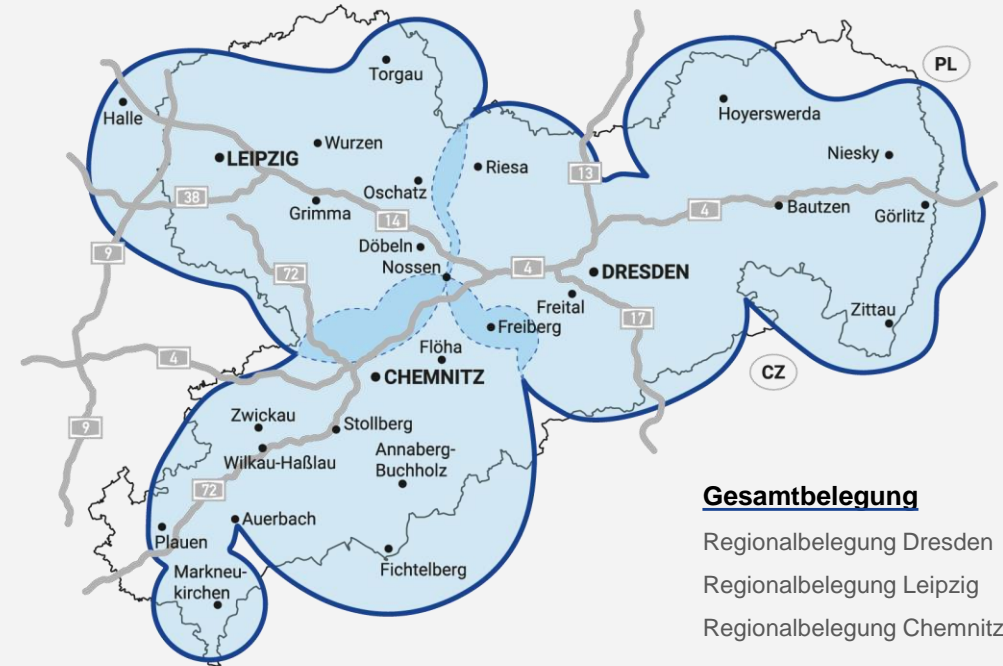 Torgau
PL
Halle
Hoyerswerda
Wurzen
LEIPZIG
Niesky
Riesa
13
Oschatz
38
Grimma
4
Bautzen
Görlitz
14
Döbeln
9
Nossen
4
DRESDEN
72
Freital
Zittau
17
Freiberg
Flöha
4
CZ
CHEMNITZ
Zwickau
9
Stollberg
Annaberg-
Buchholz
Wilkau-Haßlau
72
Auerbach
Plauen
Fichtelberg
Markneu-
kirchen
Gesamtbelegung
Regionalbelegung Dresden
Regionalbelegung Leipzig
Regionalbelegung Chemnitz